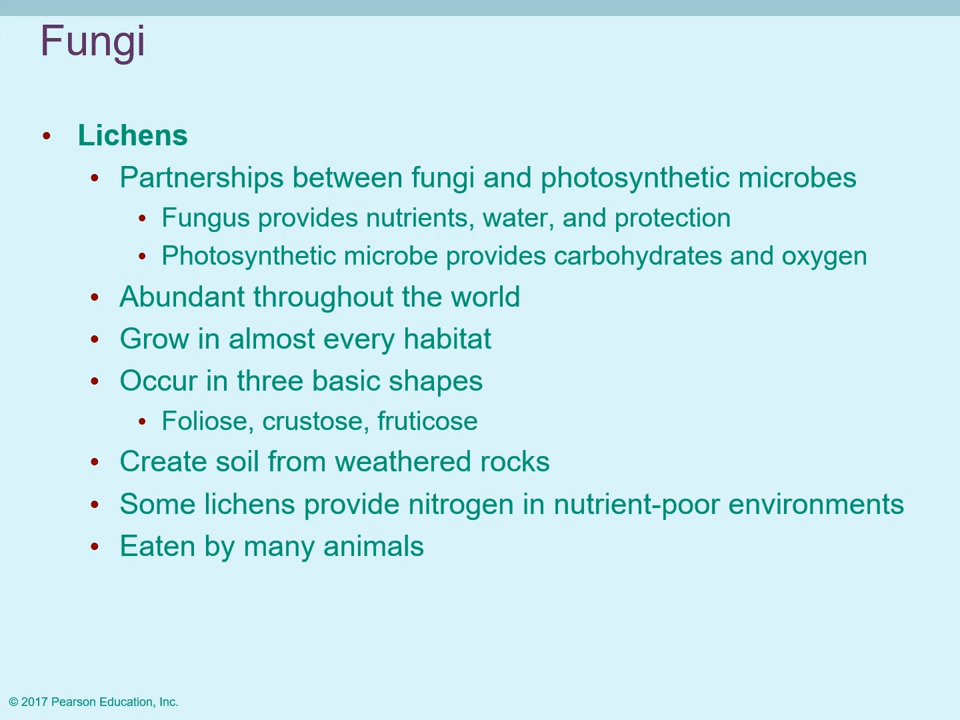 Fungi
• Lichens
• Partnerships between fungi and photosynthetic microbes
• Fungus provides nutrients, water, and protection
• Photosynthetic microbe provides carbohydrates and oxygen
• Abundant throughout the world
• Grow in almost every habitat
• Occur in three basic shapes
• Foliose, crustose, fruticose
• Create soil from weathered rocks
• Some lichens provide nitrogen in nutrient-poor environments
• Eaten by many animals
© 2017 Pearson Education, Inc.